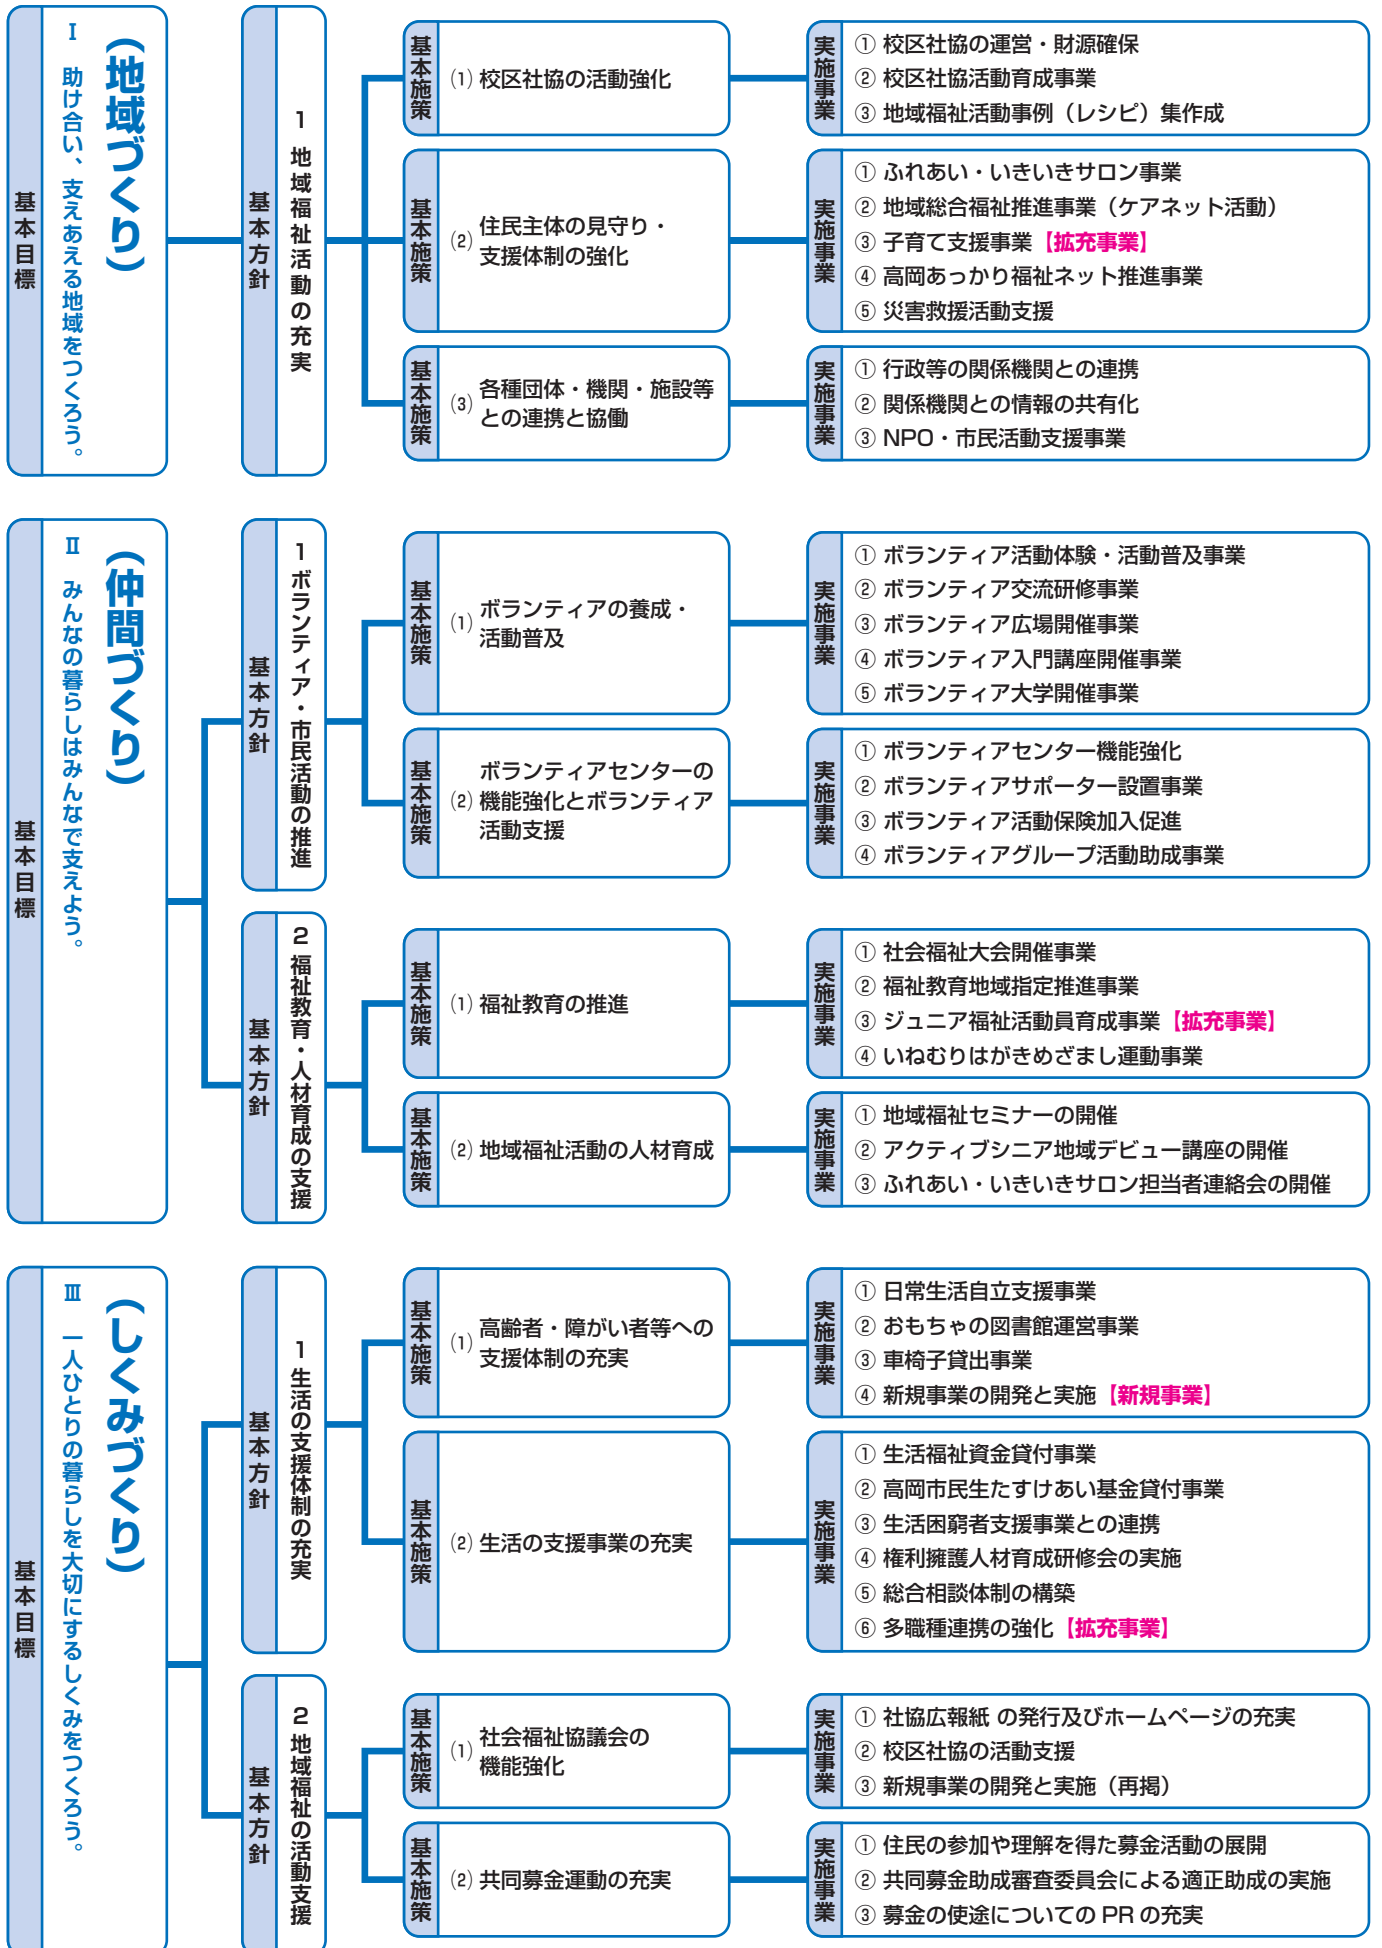 基本目標
Ⅰ 助け合い、支えあえる地域をつくろう。
(地域づくり)
基本方針
1 地域福祉活動の充実
基本施策
(1) 校区社協の活動強化
実施事業
① 校区社協の運営・財源確保
② 校区社協活動育成事業
③ 地域福祉活動事例（レシピ）集作成
基本施策
(2) 住民主体の見守り・
支援体制の強化
実施事業
① ふれあい・いきいきサロン事業
② 地域総合福祉推進事業（ケアネット活動）
③ 子育て支援事業【拡充事業】
④ 高岡あっかり福祉ネット推進事業
⑤ 災害救援活動支援
基本施策
(3) 各種団体・機関・施設等
との連携と協働
実施事業
① 行政等の関係機関との連携
② 関係機関との情報の共有化
③ NPO・市民活動支援事業
基本目標
Ⅱ みんなの暮らしはみんなで支えよう。
(仲間づくり)
基本方針
1 ボランティア・市民活動の推進
基本施策
(1) ボランティアの養成・
活動普及
実施事業
① ボランティア活動体験・活動普及事業
② ボランティア交流研修事業
③ ボランティア広場開催事業
④ ボランティア入門講座開催事業
⑤ ボランティア大学開催事業
基本施策
ボランティアセンターの
(2) 機能強化とボランティア
活動支援
実施事業
① ボランティアセンター機能強化
② ボランティアサポーター設置事業
③ ボランティア活動保険加入促進
④ ボランティアグループ活動助成事業
基本方針
2 福祉教育・人材育成の支援
基本施策
(1) 福祉教育の推進
実施事業
① 社会福祉大会開催事業
② 福祉教育地域指定推進事業
③ ジュニア福祉活動員育成事業【拡充事業】
④ いねむりはがきめざまし運動事業
基本施策
(2) 地域福祉活動の人材育成
実施事業
① 地域福祉セミナーの開催
② アクティブシニア地域デビュー講座の開催
③ ふれあい・いきいきサロン担当者連絡会の開催
基本目標
Ⅲ 一人ひとりの暮らしを大切にするしくみをつくろう。
(しくみづくり)
基本方針
1 生活の支援体制の充実
基本施策
(1) 高齢者・障がい者等への
支援体制の充実
実施事業
① 日常生活自立支援事業
② おもちゃの図書館運営事業
③ 車椅子貸出事業
④ 新規事業の開発と実施【新規事業】
基本施策
(2) 生活の支援事業の充実
実施事業
① 生活福祉資金貸付事業
② 高岡市民生たすけあい基金貸付事業
③ 生活困窮者支援事業との連携
④ 権利擁護人材育成研修会の実施
⑤ 総合相談体制の構築
⑥ 多職種連携の強化【拡充事業】
基本方針
2 地域福祉の活動支援
基本施策
(1) 社会福祉協議会の
機能強化
実施事業
① 社協広報紙 の発行及びホームページの充実
② 校区社協の活動支援
③ 新規事業の開発と実施（再掲）
基本施策
(2) 共同募金運動の充実
実施事業
① 住民の参加や理解を得た募金活動の展開
② 共同募金助成審査委員会による適正助成の実施
③ 募金の使途についての PR の充実